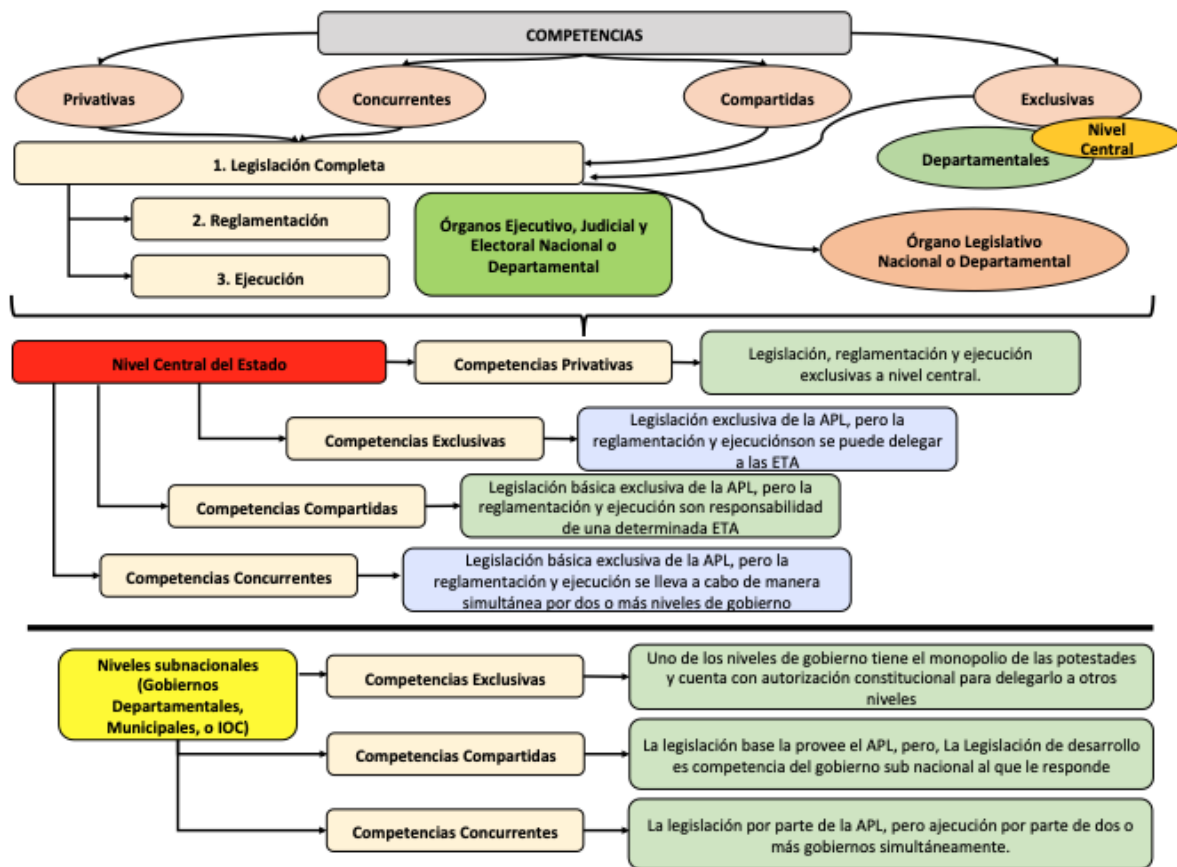 COMPETENCIAS
Privativas
Concurrentes
Compartidas
Exclusivas
Nivel
Central
Departamentales
1. Legislación Completa
2. Reglamentación
3. Ejecución
Órganos Ejecutivo, Judicial y
Electoral Nacional o
Departamental
Órgano Legislativo
Nacional o Departamental
Nivel Central del Estado
Competencias Privativas
Legislación, reglamentación y ejecución
exclusivas a nivel central.
Competencias Exclusivas
Legislación exclusiva de la APL, pero la
reglamentación y ejecuciónson se puede delegar
a las ETA
Competencias Compartidas
Legislación básica exclusiva de la APL, pero la
reglamentación y ejecución son responsabilidad
de una determinada ETA
Competencias Concurrentes
Legislación básica exclusiva de la APL, pero la
reglamentación y ejecución se lleva a cabo de manera
simultánea por dos o más niveles de gobierno
Niveles subnacionales
(Gobiernos
Departamentales,
Municipales, o IOC)
Competencias Exclusivas
Uno de los niveles de gobierno tiene el monopolio de las potestades
y cuenta con autorización constitucional para delegarlo a otros
niveles
Competencias Compartidas
La legislación base la provee el APL, pero, La Legislación de desarrollo
es competencia del gobierno sub nacional al que le responde
Competencias Concurrentes
La legislación por parte de la APL, pero ajecución por parte de dos o
más gobiernos simultáneamente.